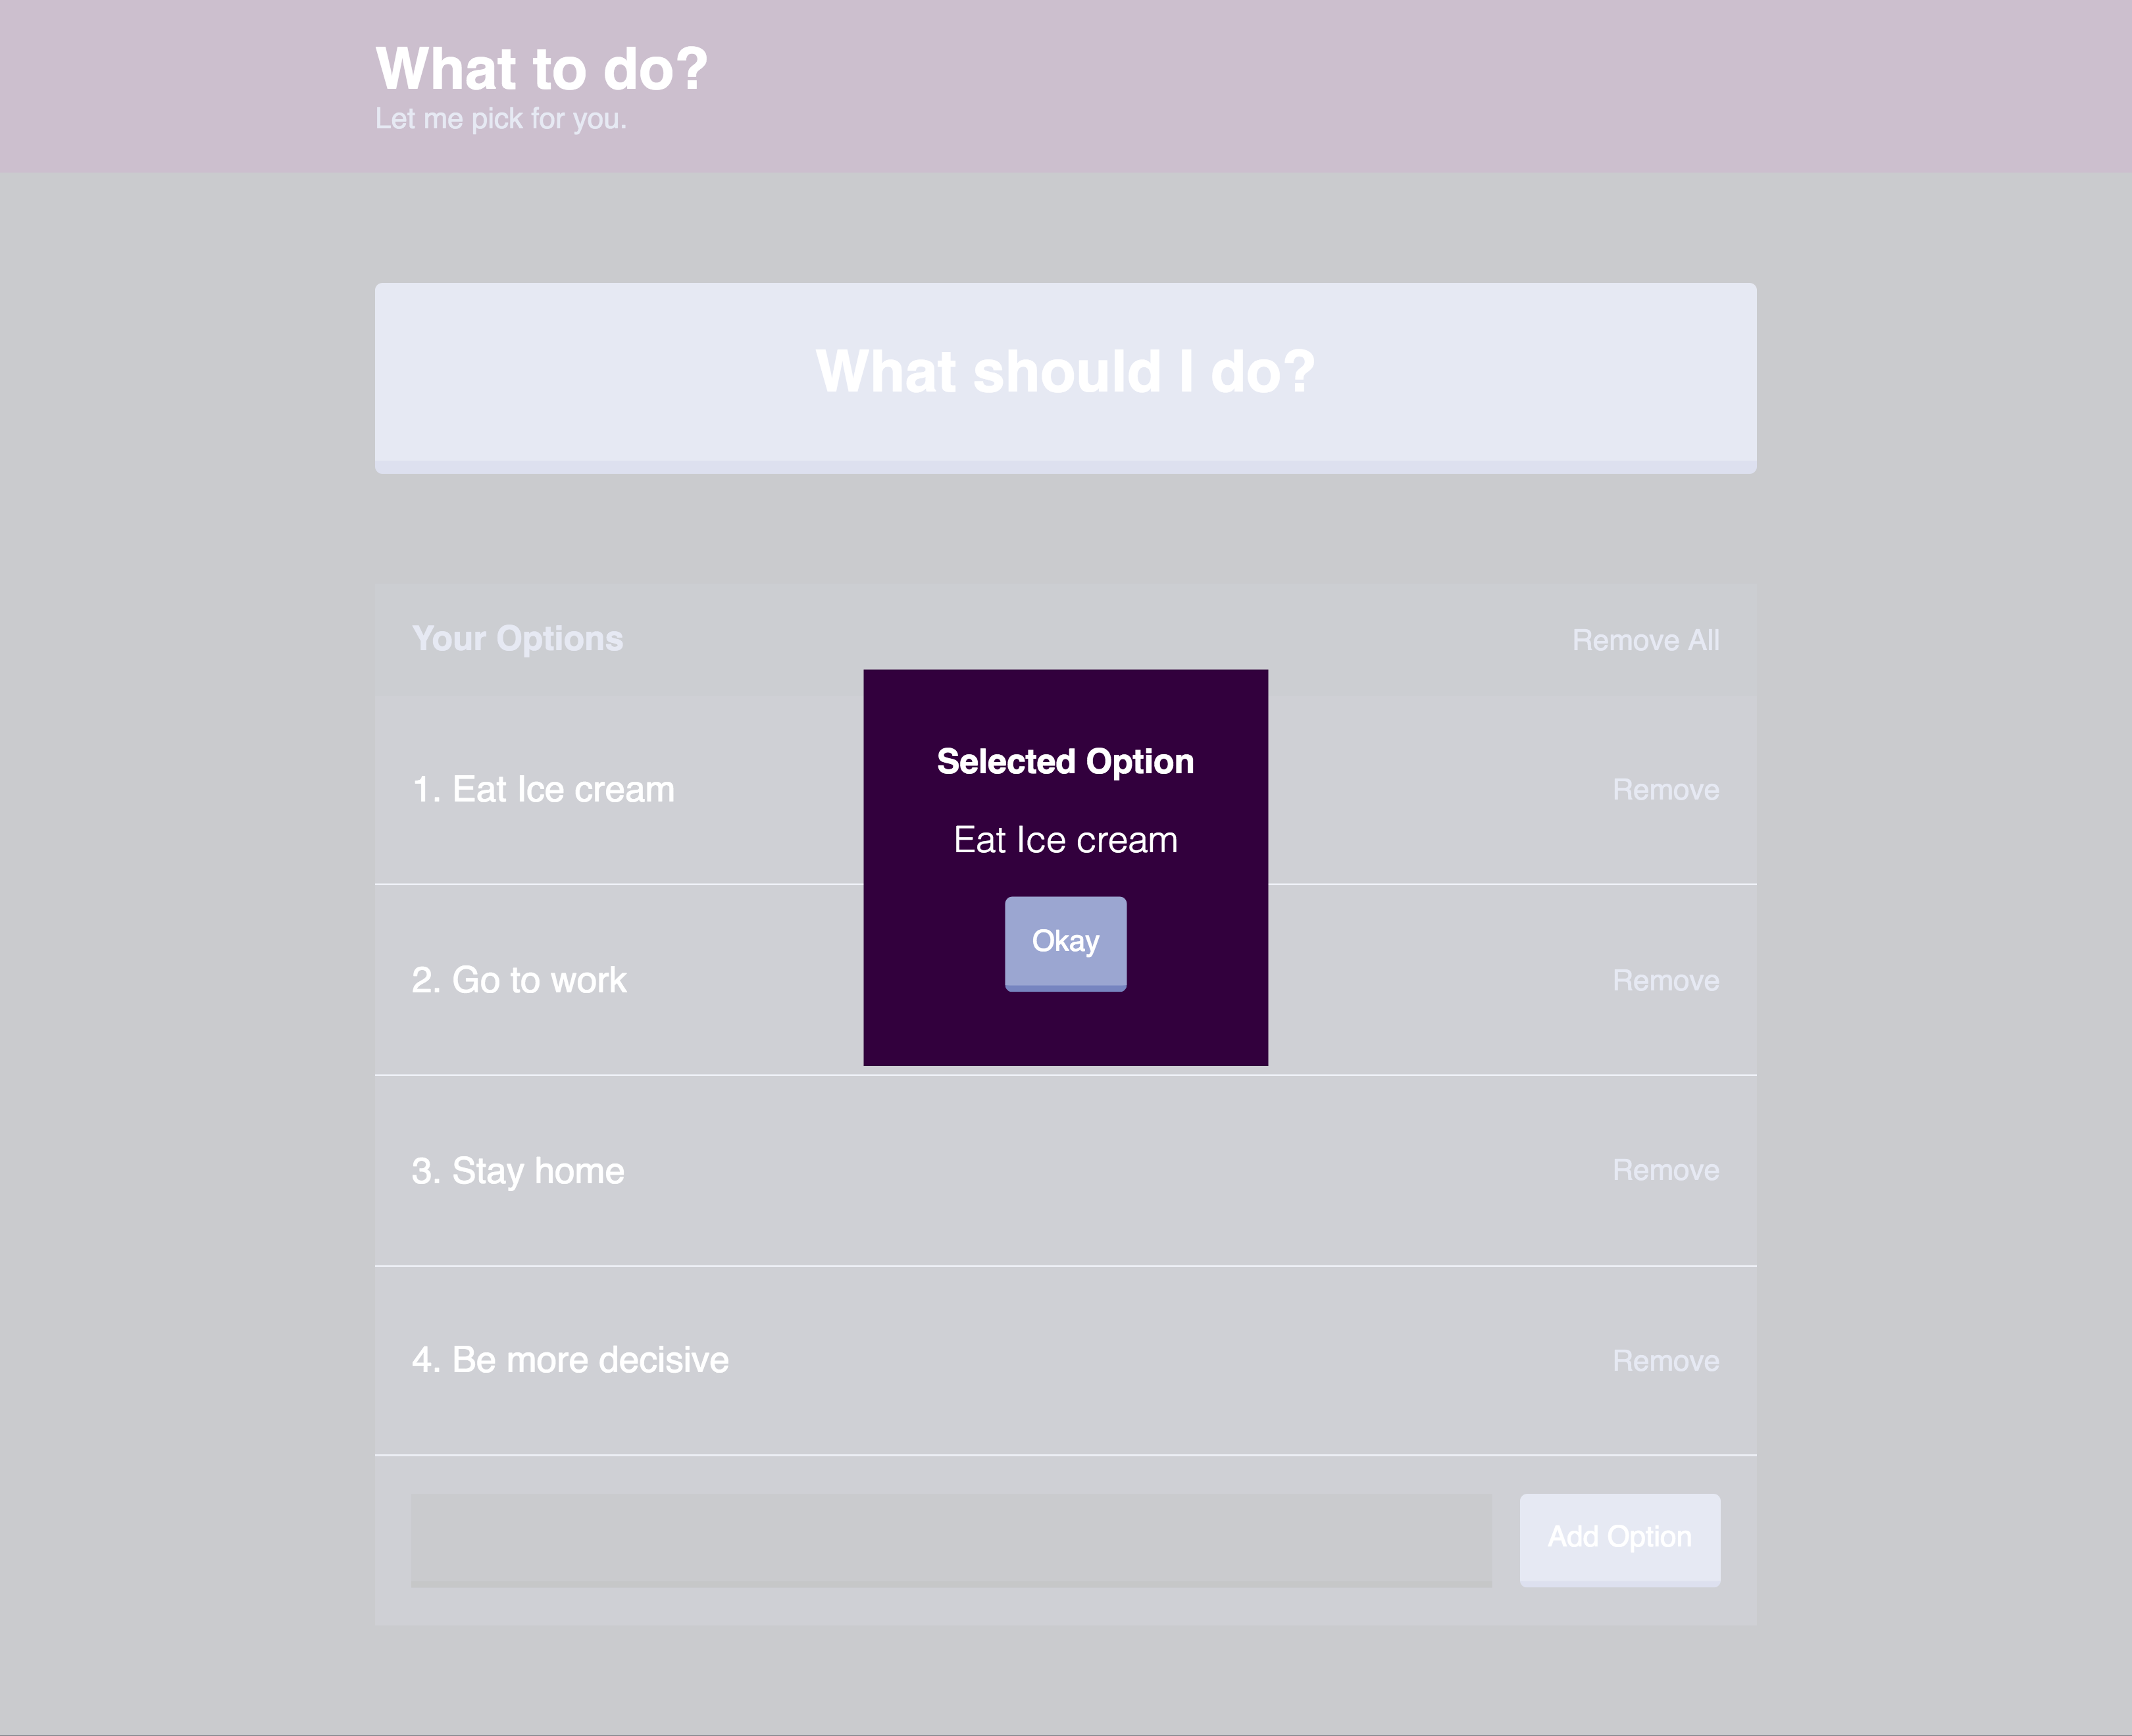 What to do?
Let me pick for you.
What should I do?
Your Options
Remove All
1. Eat Ice cream
Remove
2. Go to work
Remove
3. Stay home
Remove
4. Be more decisive
Remove
Add Option
Selected Option
Eat Ice cream
Okay